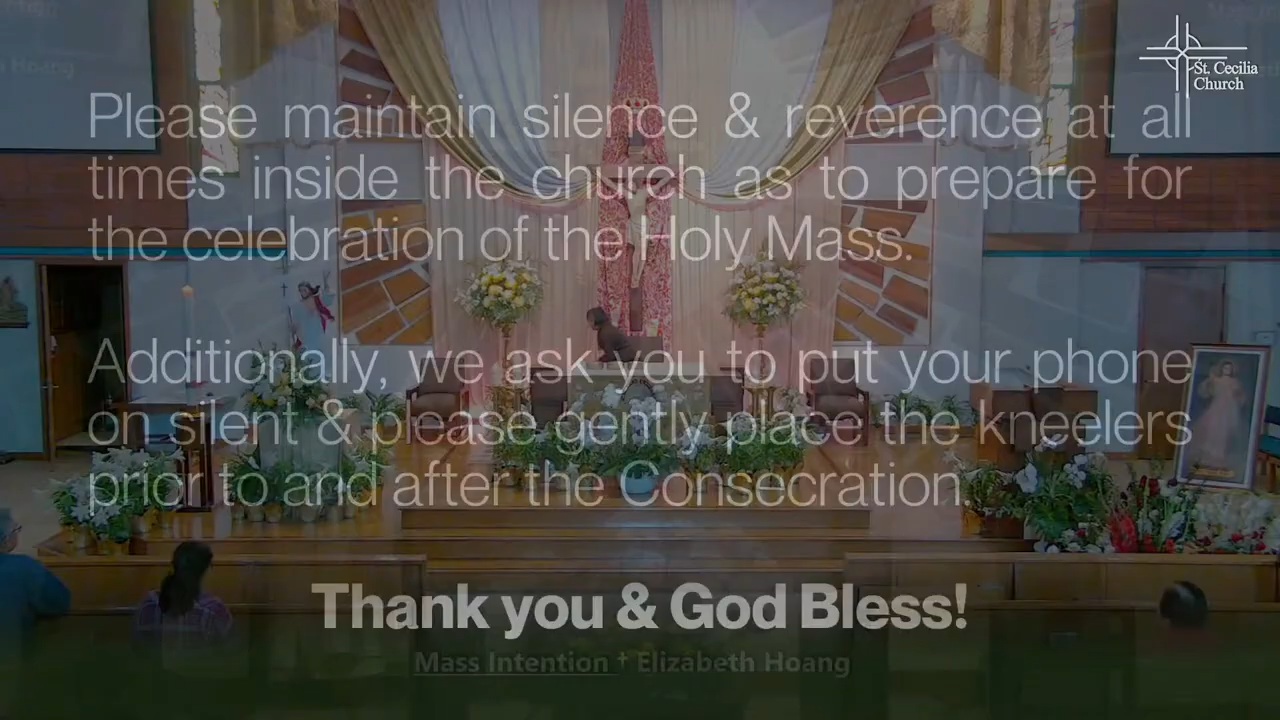 St. Cecilia
Church
Hoang
Please maintain silence & reverence at all
times inside the church as to prepare for
the celebration of the Holy Mass.
Additionally, we ask you to put your phone
on silent & please gently place the kneelers
prior to and after the Consecration.
Thank you & God Bless!
Mass Intention † Elizabeth Hoang